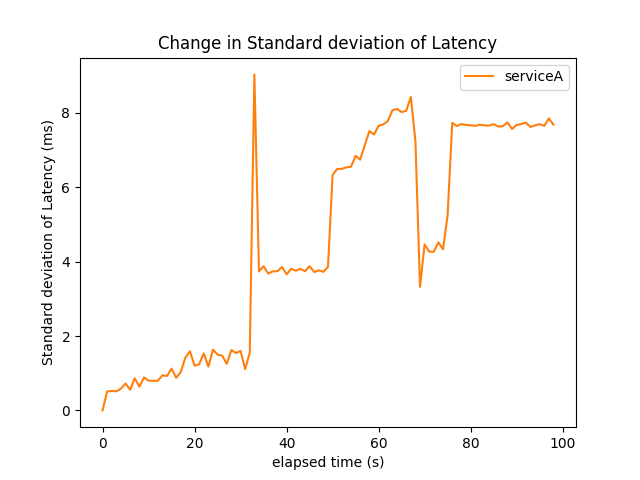 Change in Standard deviation of Latency
serviceA
Standard deviation of Latency (ms)
8
6
4
2
0
0 20 40 60 80 100
elapsed time (s)